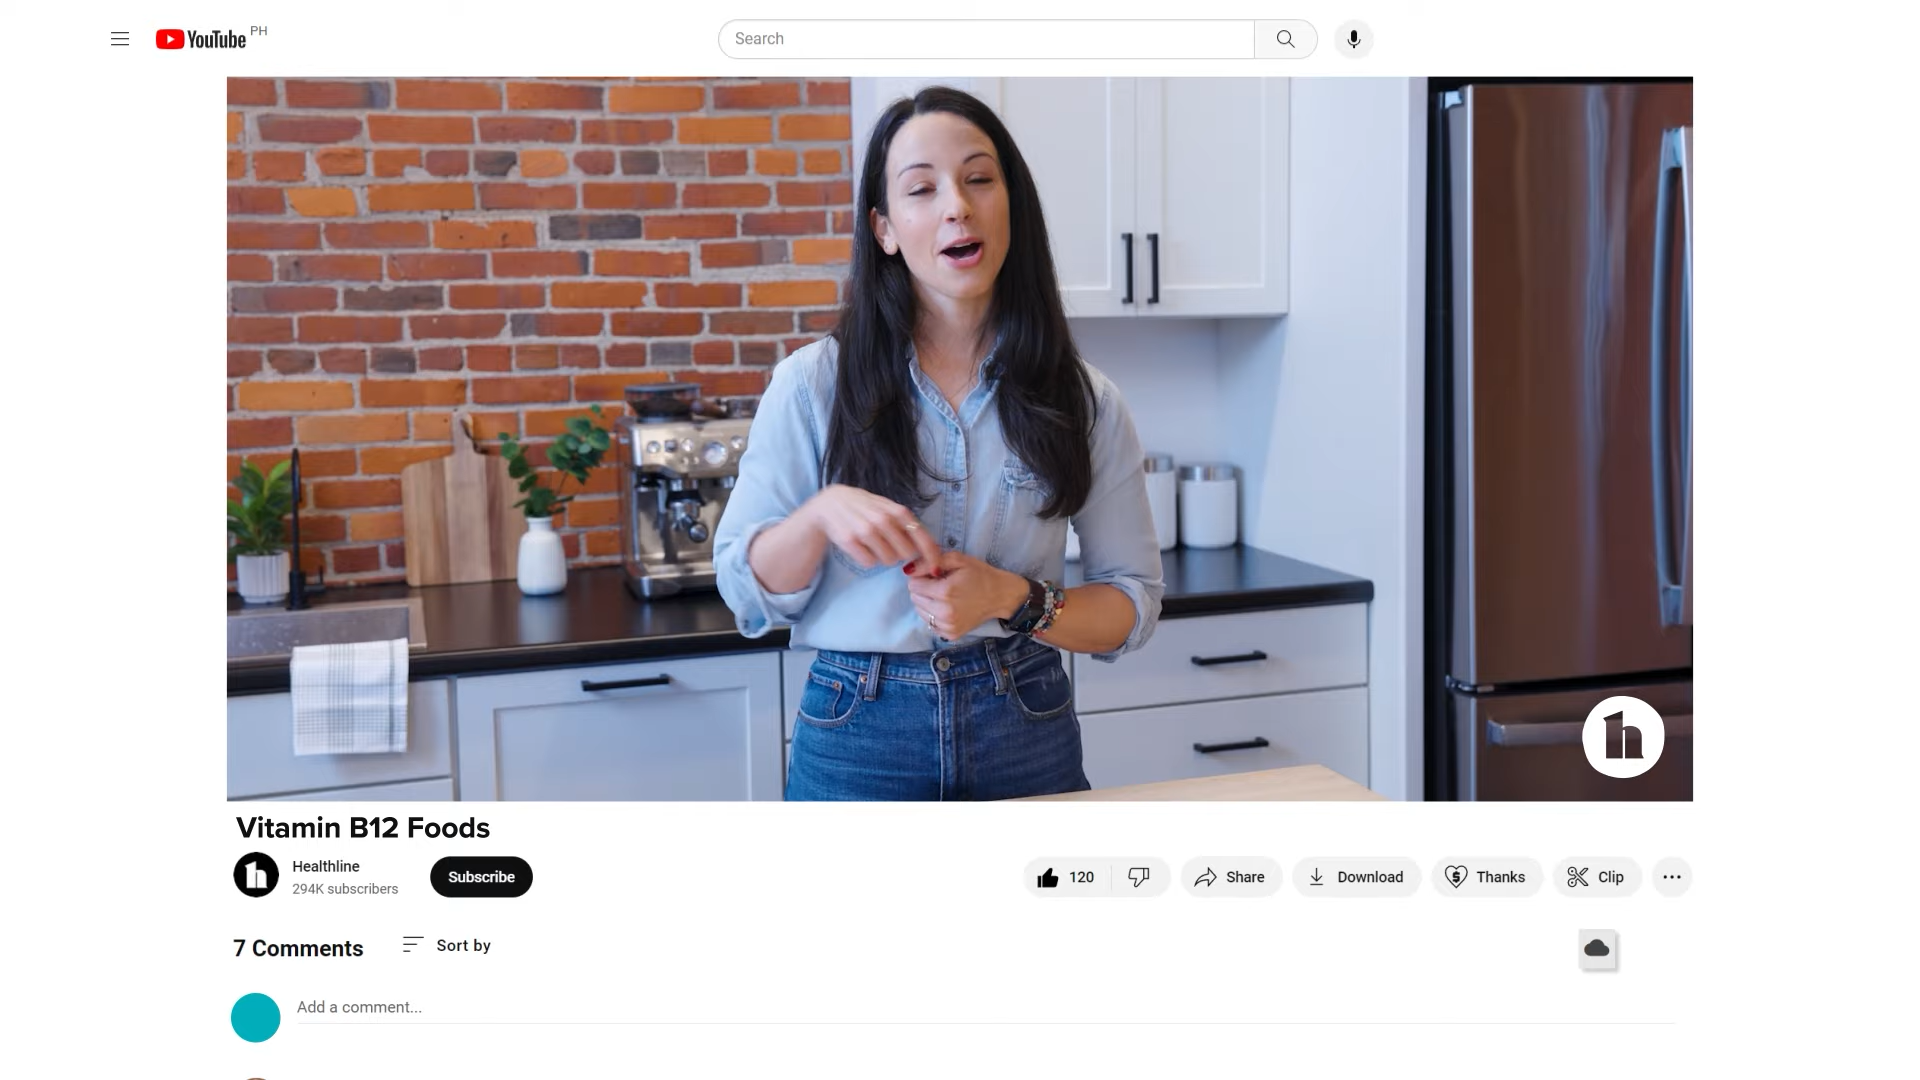 YouTube PH
Search
Vitamin B12 Foods
Healthline
294K subscribers
Subscribe
120
Share
Download
Thanks
Clip
7 Comments
Sort by
Add a comment...